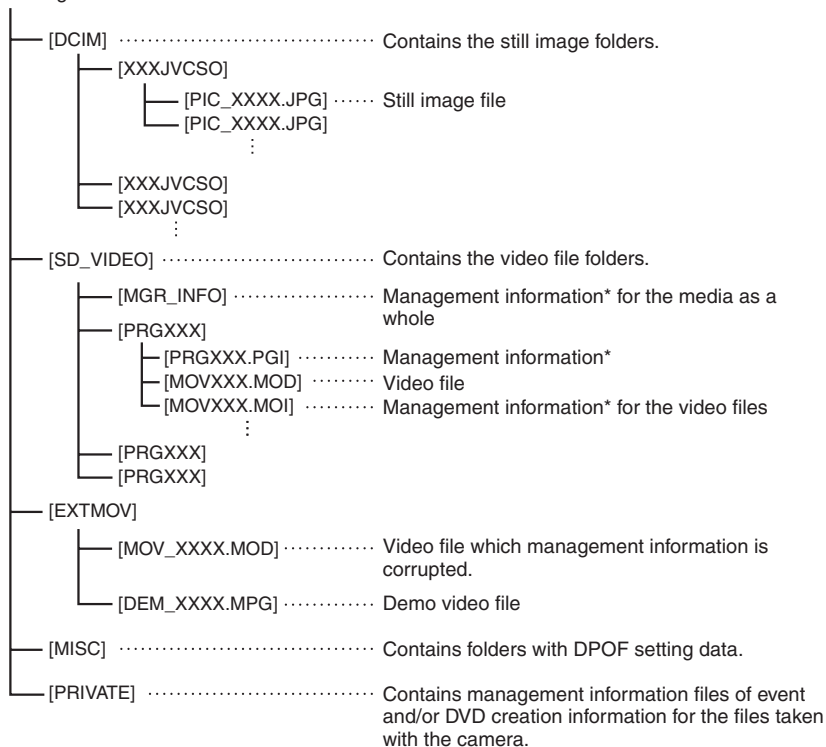 [DCIM] Contains the still image folders.
[XXXJVCSO]
[PIC_XXXX.JPG] Still image file
[PIC_XXXX.JPG]
[XXXJVCSO]
[XXXJVCSO]
[SD_VIDEO] Contains the video file folders.
[MGR_INFO] Management information* for the media as a
whole
[PRGXXX]
[PRGXXX.PGI] Management information*
[MOVXXX.MOD] Video file
[MOVXXX.MOI] Management information* for the video files
[PRGXXX]
[PRGXXX]
[EXTMOV]
[MOV_XXXX.MOD] Video file which management information is
corrupted.
[DEM_XXXX.MPG] Demo video file
[MISC] Contains folders with DPOF setting data.
[PRIVATE] Contains management information files of event
and/or DVD creation information for the files taken
with the camera.